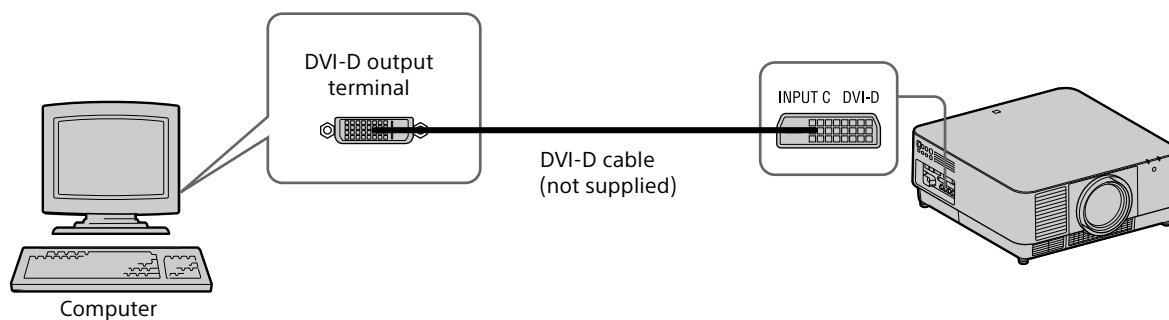 DVI-D output
terminal
INPUT C DVI-D
DVI-D cable
(not supplied)
Computer